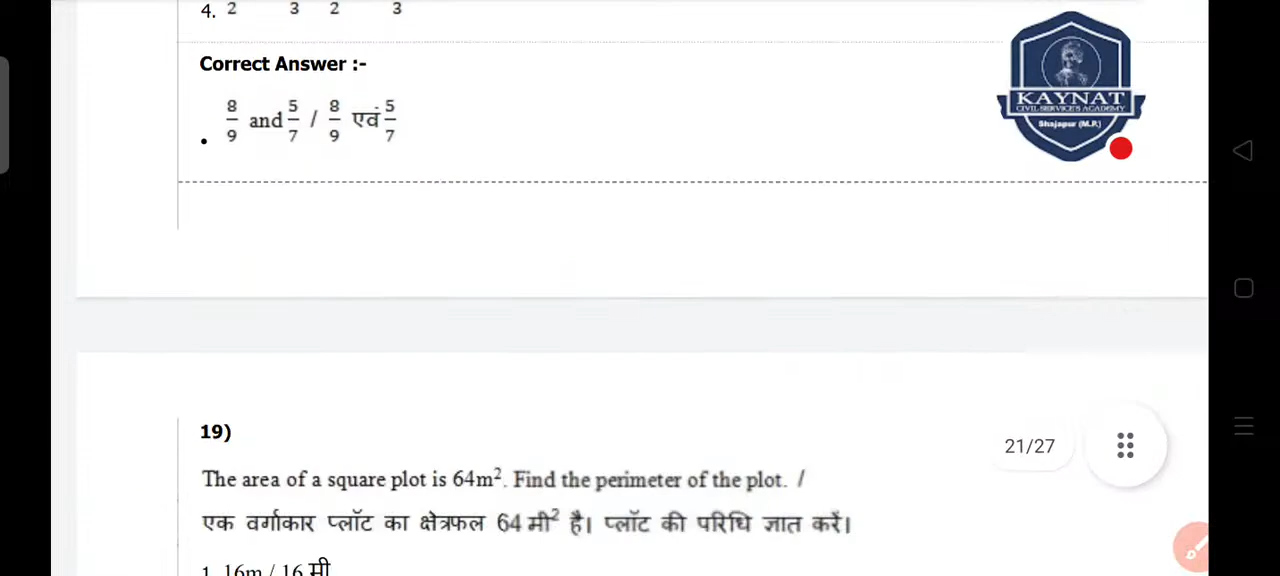 4. 2 3 2 3
Correct Answer :-
• 8/9 and 5/7 / 8/9 एवं 5/7
KAYNAT
CIVIL SERVICE'S ACADEMY
Shajapur (M.P.)
19)
21/27
The area of a square plot is 64m². Find the perimeter of the plot. /
एक वर्गाकार प्लॉट का क्षेत्रफल 64 मी² है। प्लॉट की परिधि ज्ञात करें।
1. 16m / 16 मी